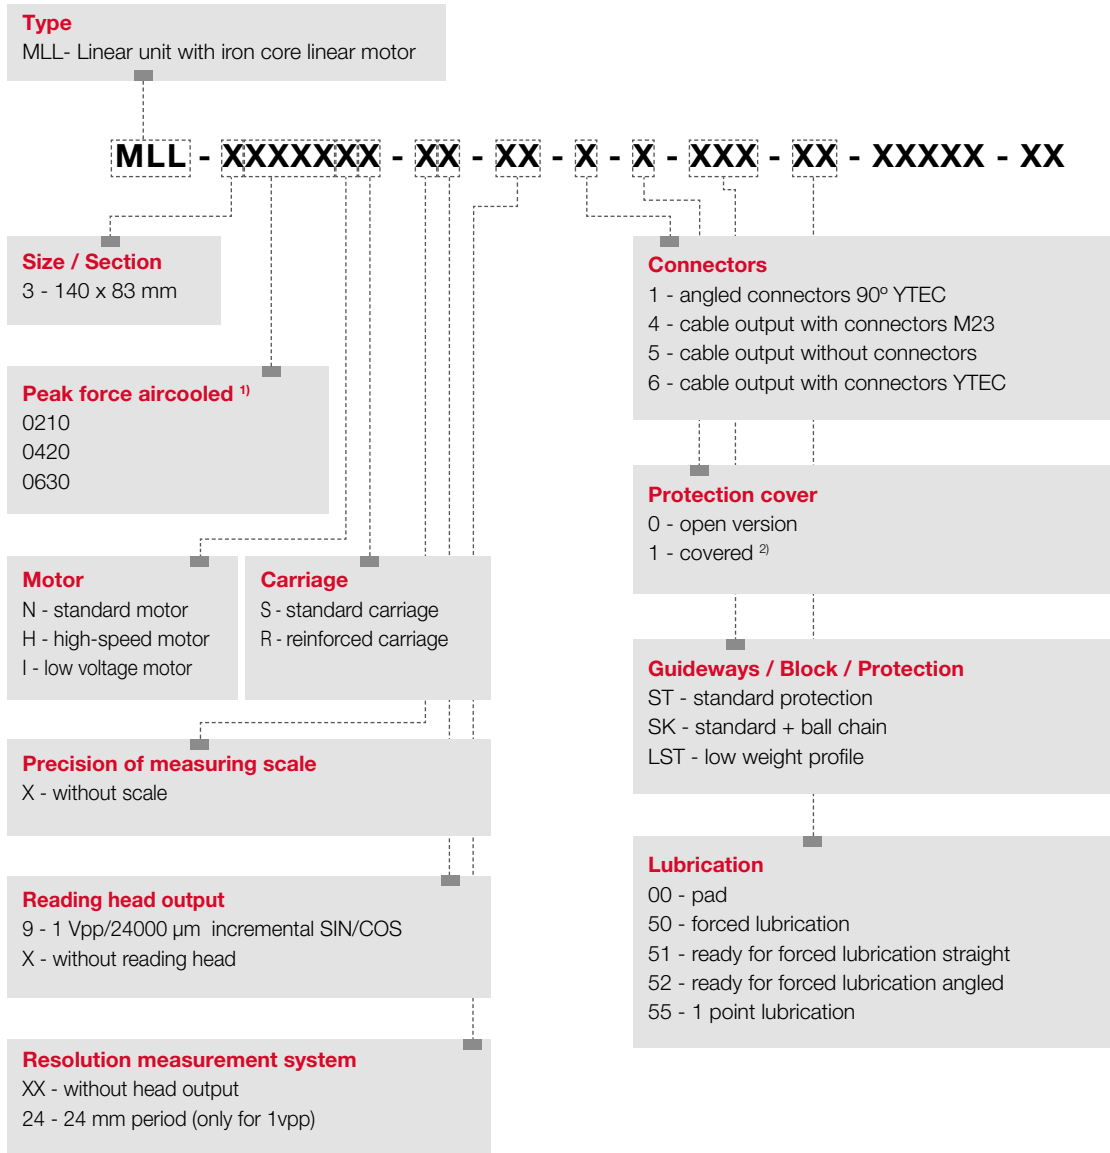 Type
MLL- Linear unit with iron core linear motor
MLL - XXXXXXX - XX - XX - X - X - XXX - XX - XXXXX - XX
Size / Section
3 - 140 x 83 mm
Peak force aircooled 1)
0210
0420
0630
Motor
N - standard motor
H - high-speed motor
I - low voltage motor
Carriage
S - standard carriage
R - reinforced carriage
Precision of measuring scale
X - without scale
Reading head output
9 - 1 Vpp/24000 µm incremental SIN/COS
X - without reading head
Resolution measurement system
XX - without head output
24 - 24 mm period (only for 1vpp)
Connectors
1 - angled connectors 90º YTEC
4 - cable output with connectors M23
5 - cable output without connectors
6 - cable output with connectors YTEC
Protection cover
0 - open version
1 - covered 2)
Guideways / Block / Protection
ST - standard protection
SK - standard + ball chain
LST - low weight profile
Lubrication
00 - pad
50 - forced lubrication
51 - ready for forced lubrication straight
52 - ready for forced lubrication angled
55 - 1 point lubrication